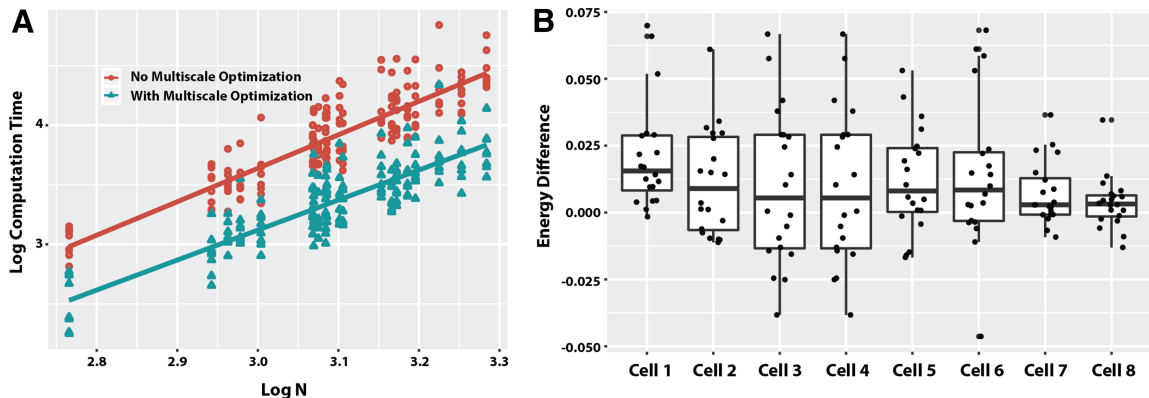 A
No Multiscale Optimization
With Multiscale Optimization
Log Computation Time
4
3
2.8
2.9
3.0
3.1
3.2
3.3
Log N
B
Energy Difference
0.075
0.050
0.025
0.000
-0.025
-0.050
Cell 1
Cell 2
Cell 3
Cell 4
Cell 5
Cell 6
Cell 7
Cell 8